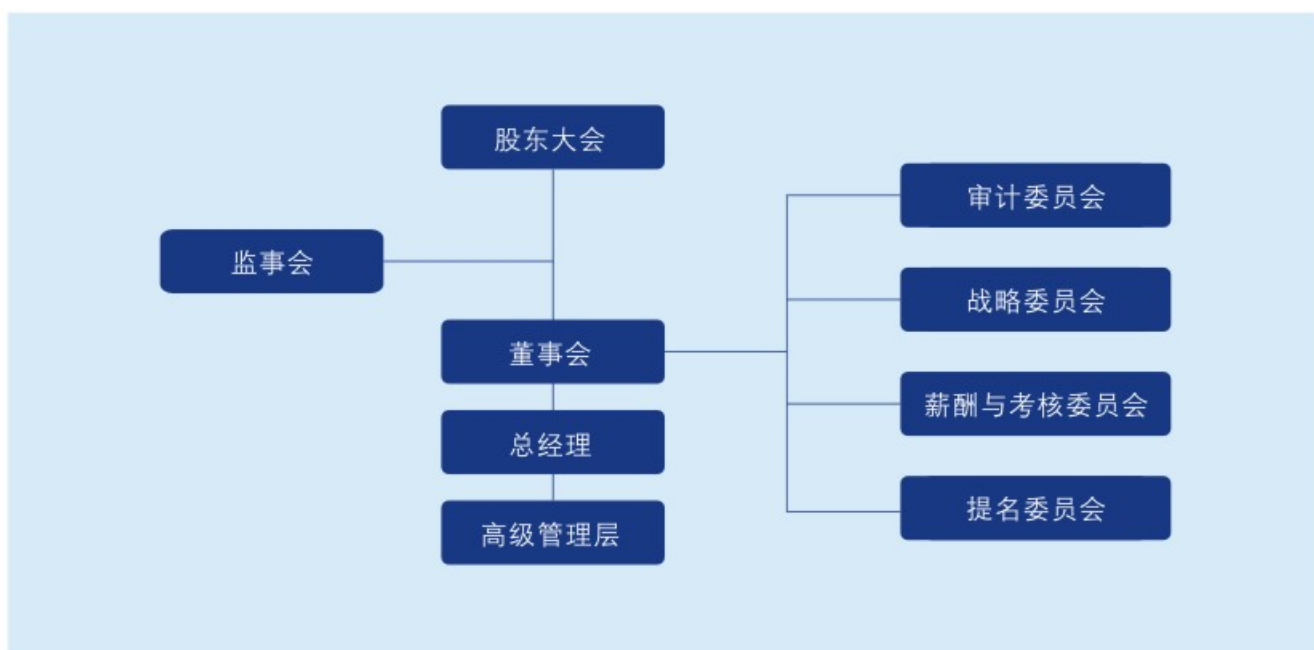 股东大会
监事会
董事会
总经理
高级管理层
审计委员会
战略委员会
薪酬与考核委员会
提名委员会